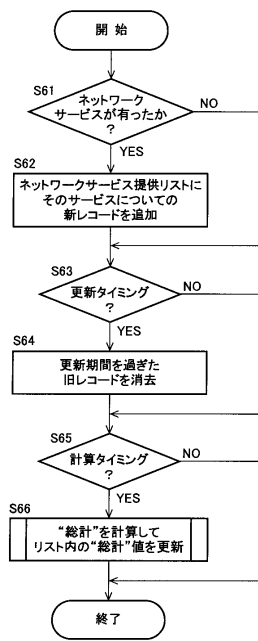 開 始
S61
ネットワーク
サービスが有ったか
?
NO
YES
S62
ネットワークサービス提供リストに
そのサービスについての
新レコードを追加
S63
更新タイミング
?
NO
YES
S64
更新期間を過ぎた
旧レコードを消去
S65
計算タイミング
?
NO
YES
S66
“総計”を計算して
リスト内の“総計”値を更新
終了